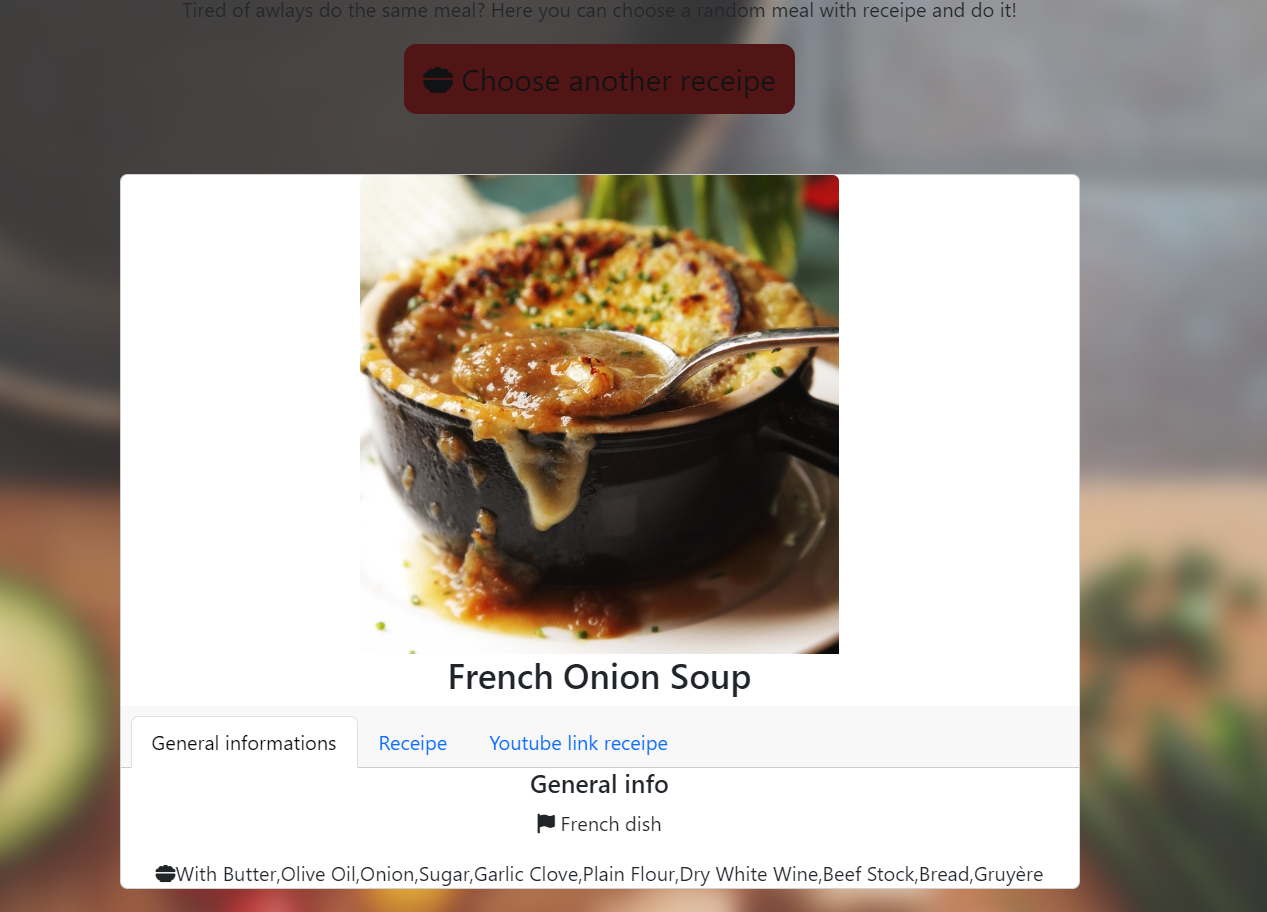 Tired of awlays do the same meal? Here you can choose a random meal with receipe and do it!
Choose another receipe
French Onion Soup
General informations
Receipe
Youtube link receipe
General info
French dish
With Butter,Olive Oil,Onion,Sugar,Garlic Clove,Plain Flour,Dry White Wine,Beef Stock,Bread,Gruyère